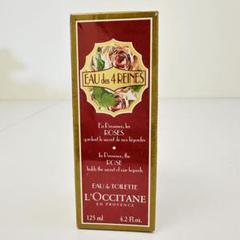 EAU des 4 REINES
En Provence, les
ROSES
gardent le secret de nos légendes
In Provence, the
ROSE
holds the secret of our legends
EAU de TOILETTE
L'OCCITANE
EN PROVENCE
125 ml 4.2 Fl.oz.